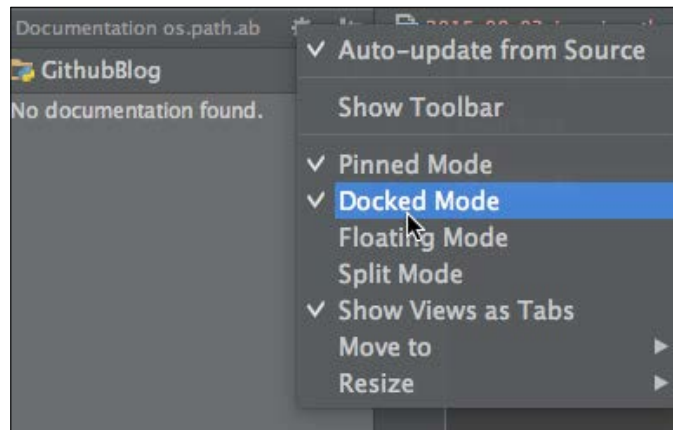 Documentation os.path.ab
GithubBlog
No documentation found.
Auto-update from Source
Show Toolbar
Pinned Mode
Docked Mode
Floating Mode
Split Mode
Show Views as Tabs
Move to
Resize